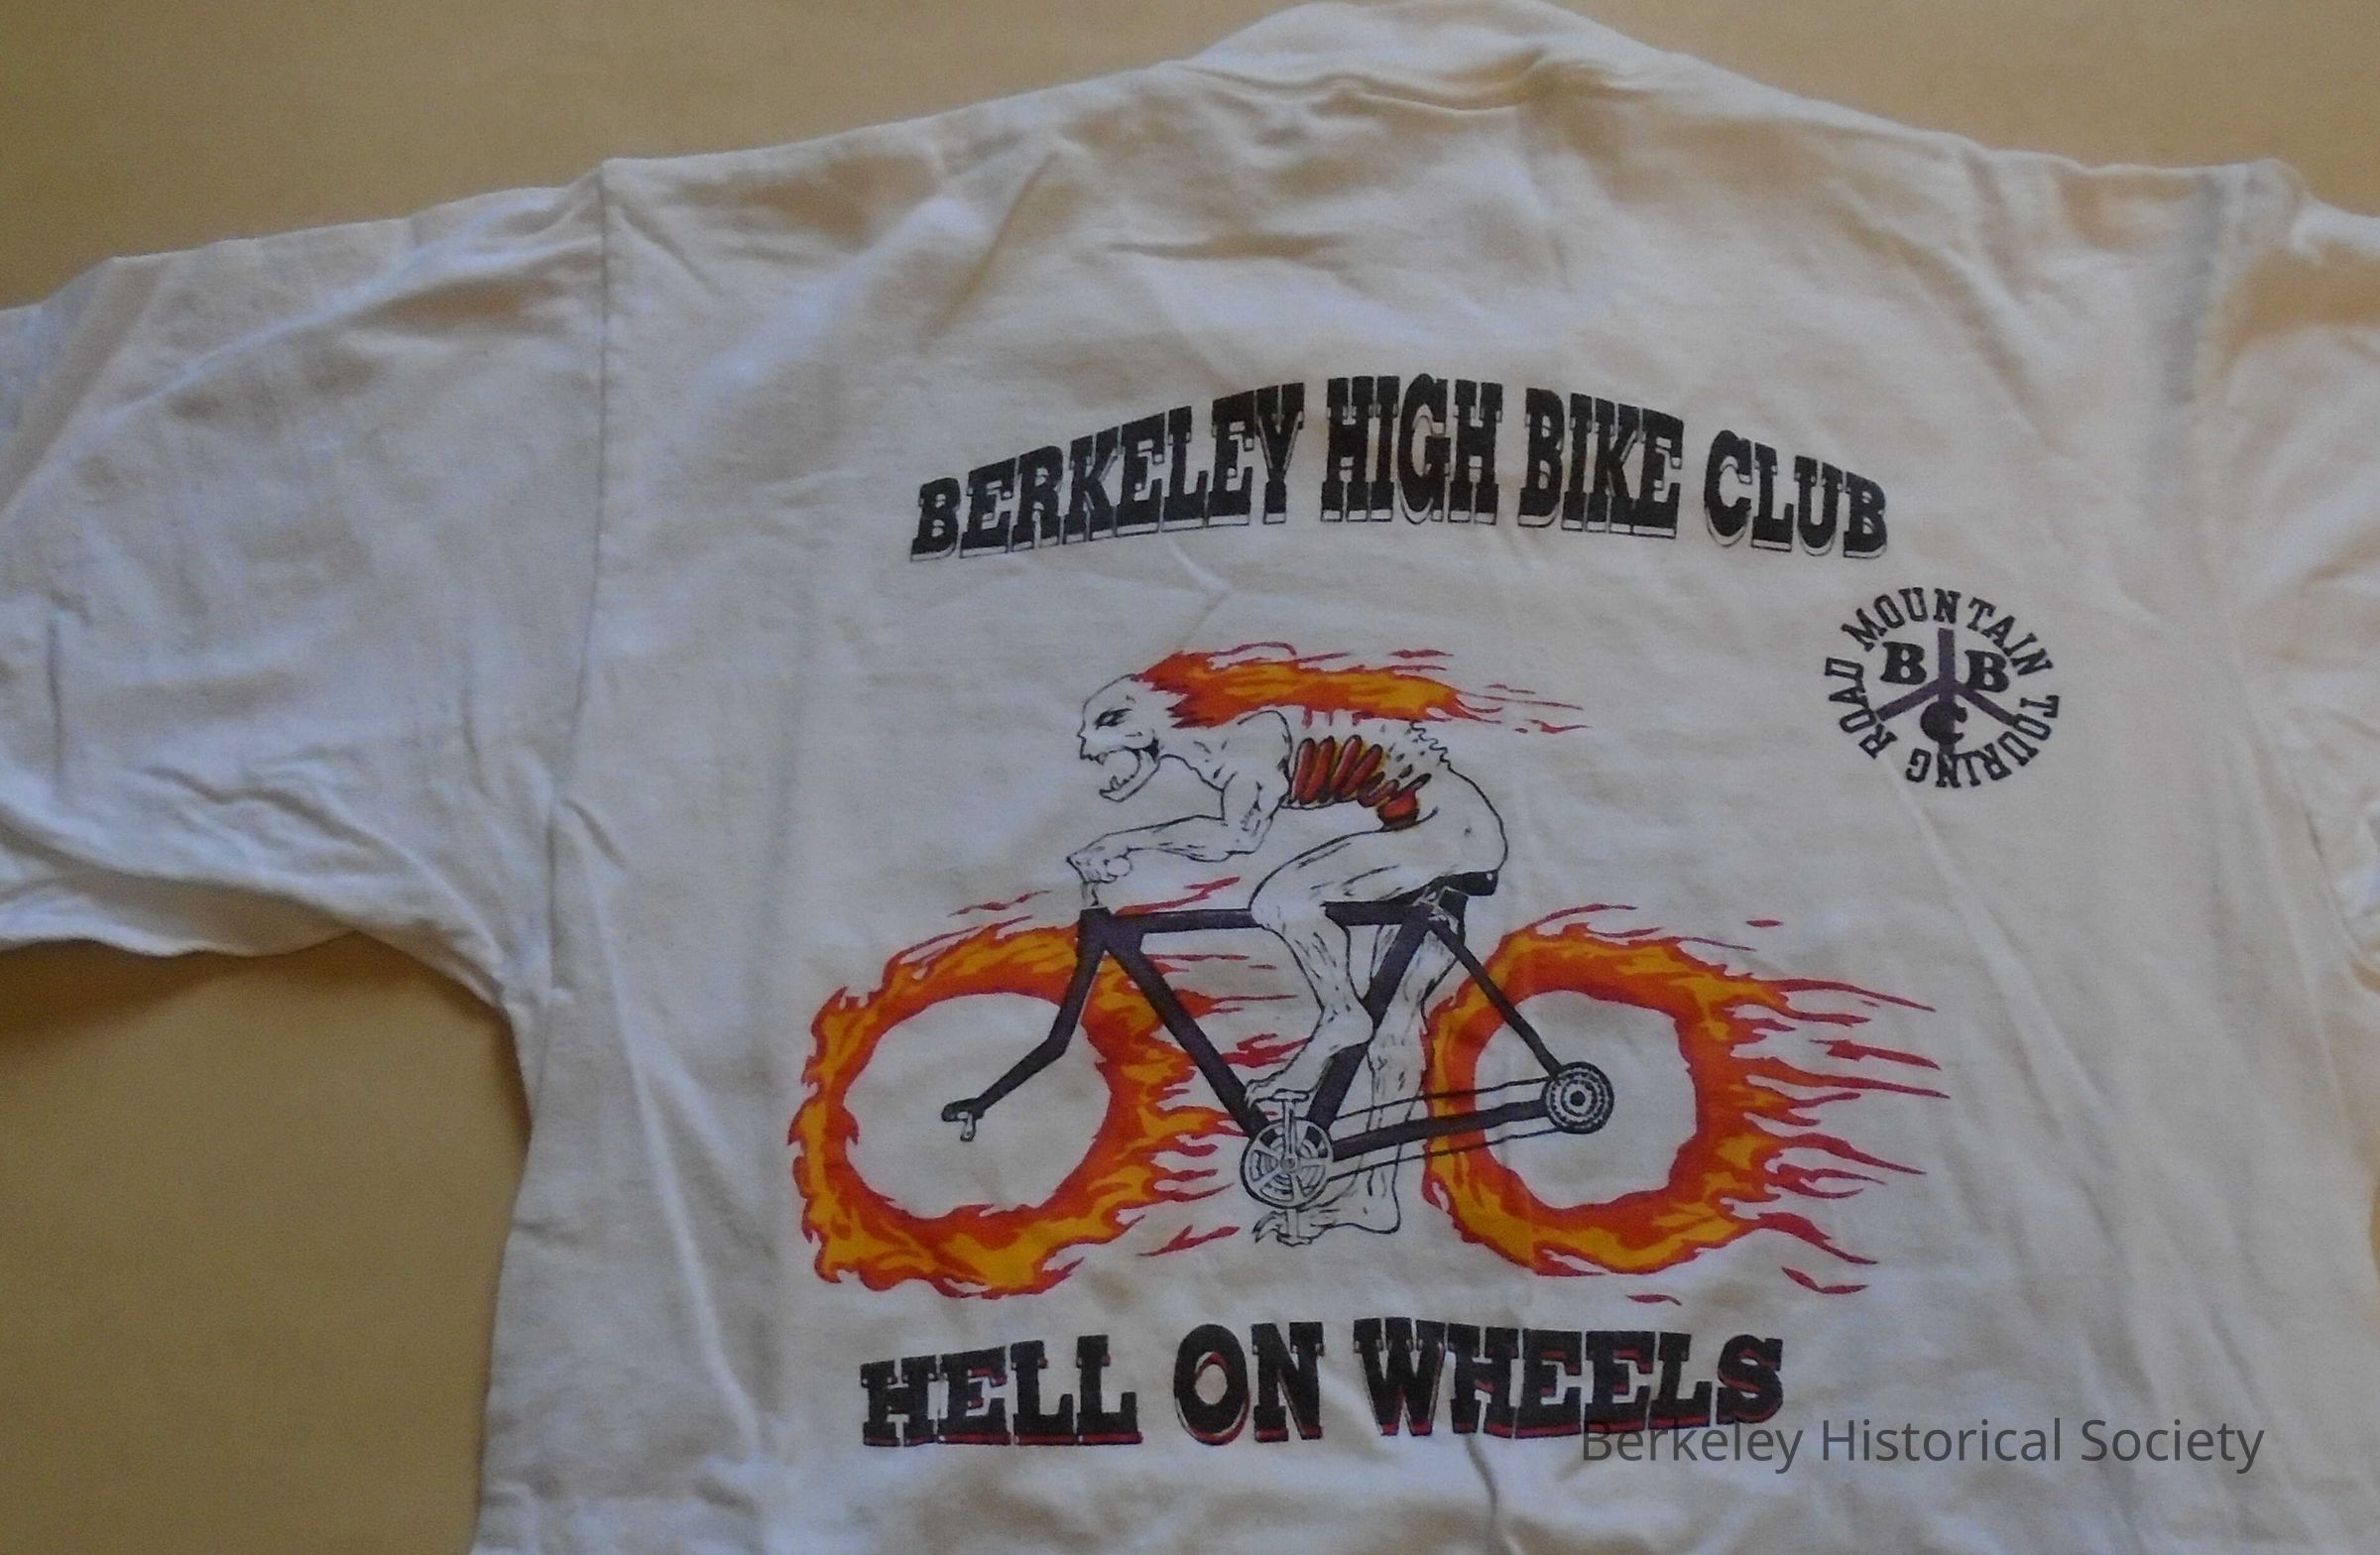 BERKELEY HIGH BIKE CLUB
ROAD MOUNTAIN TOURING
B B
C
HELL ON WHEELS
Berkeley Historical Society